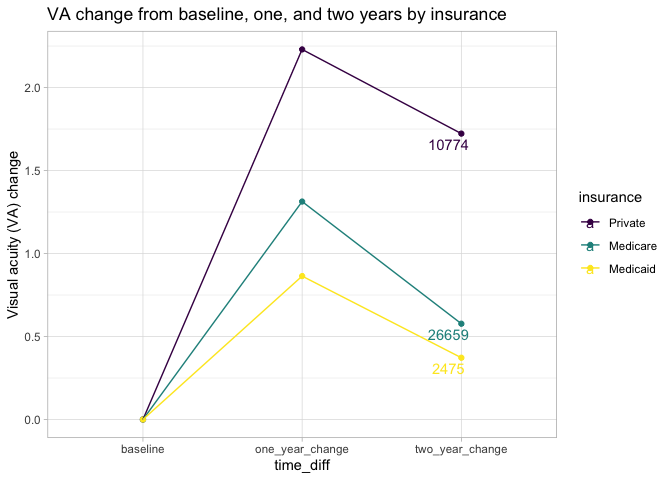 VA change from baseline, one, and two years by insurance
Visual acuity (VA) change
2.0
1.5
1.0
0.5
0.0
10774
26659
2475
baseline
one_year_change
two_year_change
time_diff
insurance
a Private
a Medicare
a Medicaid